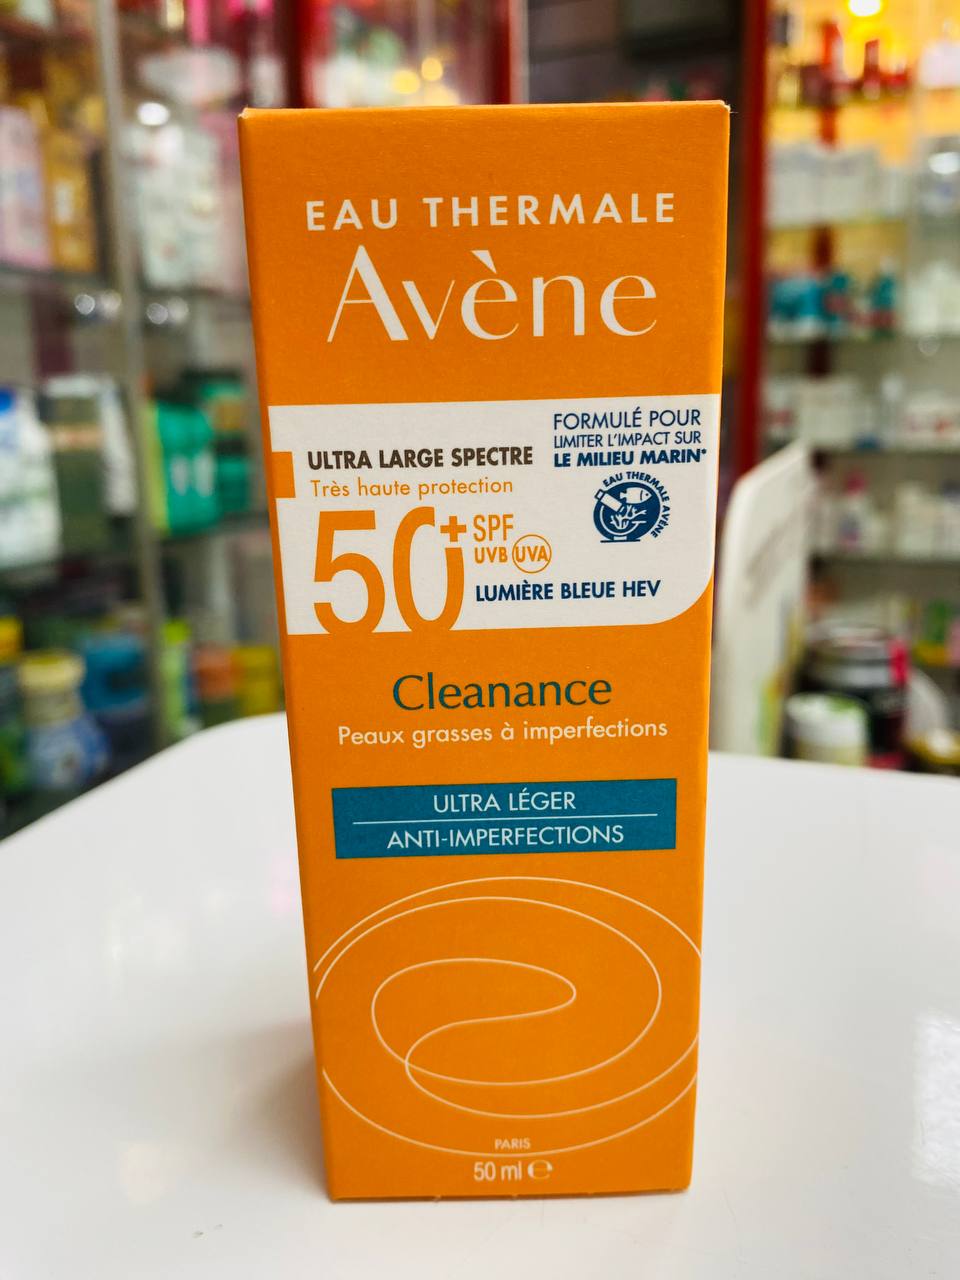 EAU THERMALE
Avène
ULTRA LARGE SPECTRE
Très haute protection
50+ SPF
UVB UVA
LUMIÈRE BLEUE HEV
FORMULÉ POUR
LIMITER L'IMPACT SUR
LE MILIEU MARIN*
EAU THERMALE AVÈNE
Cleanance
Peaux grasses à imperfections
ULTRA LÉGER
ANTI-IMPERFECTIONS
PARIS
50 ml ℮